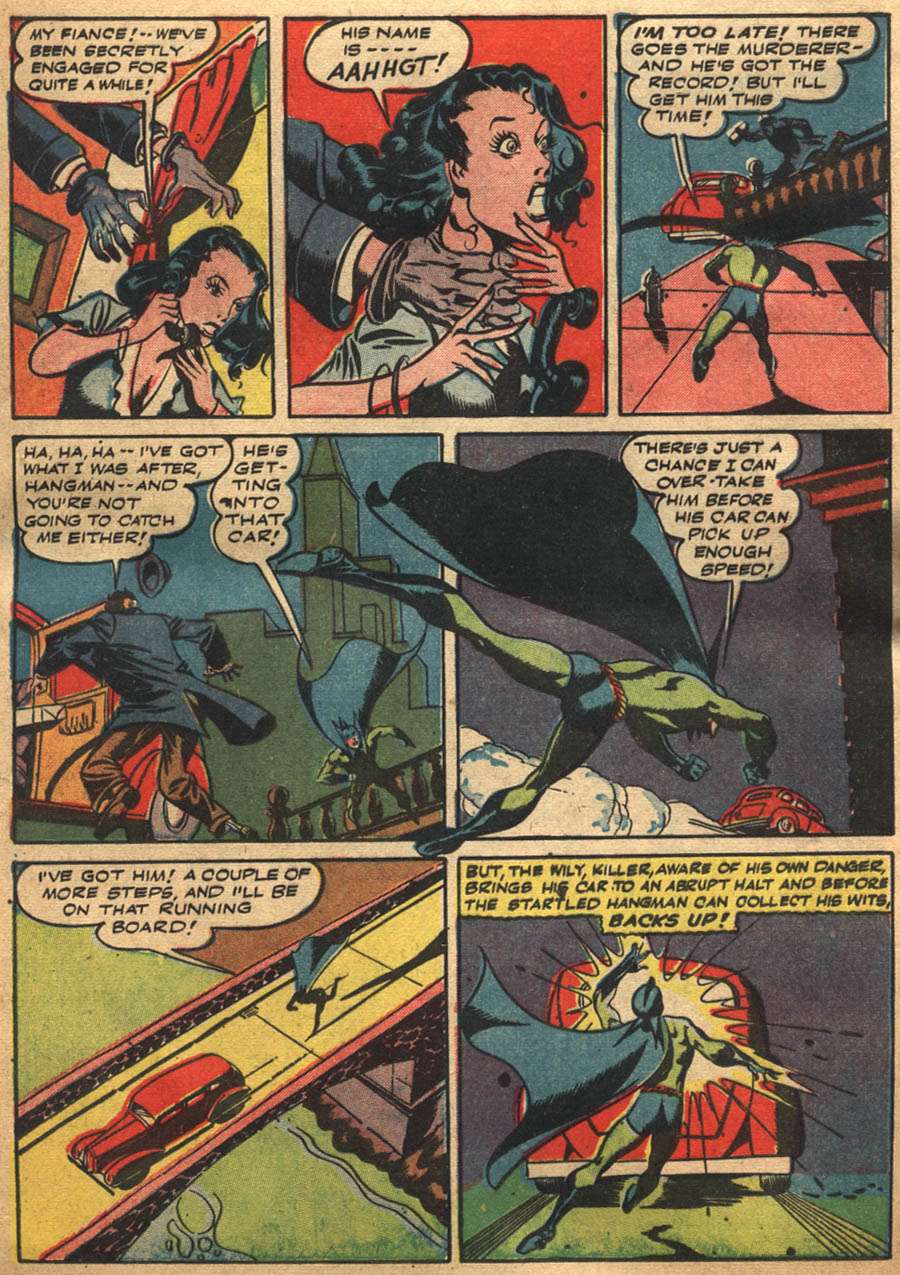 MY FIANCE!-- WE'VE
BEEN SECRETLY
ENGAGED FOR
QUITE A WHILE!
HIS NAME
IS ----
AAHHGT!
I'M TOO LATE! THERE
GOES THE MURDERER-
AND HE'S GOT THE
RECORD! BUT I'LL
GET HIM THIS
TIME!
HA, HA, HA -- I'VE GOT
WHAT I WAS AFTER,
HANGMAN--AND
YOU'RE NOT
GOING TO CATCH
ME EITHER!
HE'S
GET-
TING
INTO
THAT
CAR!
THERE'S JUST A
CHANCE I CAN
OVER-TAKE
HIM BEFORE
HIS CAR CAN
PICK UP
ENOUGH
SPEED!
I'VE GOT HIM! A COUPLE OF
MORE STEPS, AND I'LL BE
ON THAT RUNNING
BOARD!
BUT, THE WILY, KILLER, AWARE OF HIS OWN DANGER,
BRINGS HIS CAR TO AN ABRUPT HALT AND BEFORE
THE STARTLED HANGMAN CAN COLLECT HIS WITS,
BACKS UP!